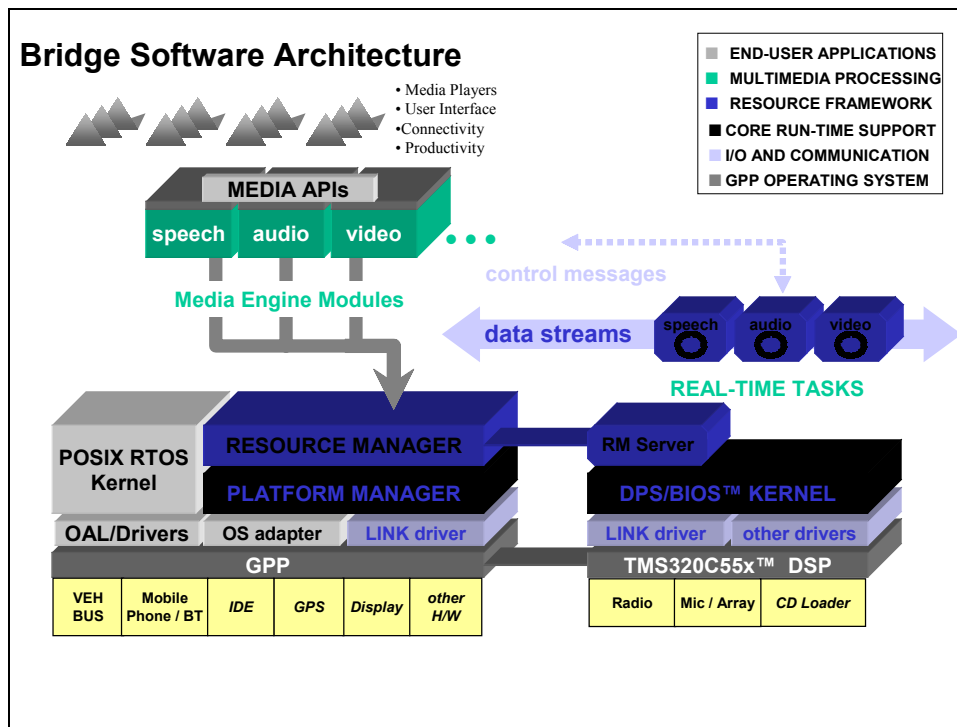 Bridge Software Architecture
• Media Players
• User Interface
•Connectivity
• Productivity
END-USER APPLICATIONS
MULTIMEDIA PROCESSING
RESOURCE FRAMEWORK
CORE RUN-TIME SUPPORT
I/O AND COMMUNICATION
GPP OPERATING SYSTEM
MEDIA APIs
speech audio video
control messages
Media Engine Modules
data streams
speech audio video
REAL-TIME TASKS
POSIX RTOS
Kernel
RESOURCE MANAGER
RM Server
PLATFORM MANAGER
DPS/BIOS™ KERNEL
OAL/Drivers
OS adapter
LINK driver
LINK driver
other drivers
GPP
TMS320C55x™ DSP
VEH
BUS
Mobile
Phone / BT
IDE
GPS
Display
other
H/W
Radio
Mic / Array
CD Loader